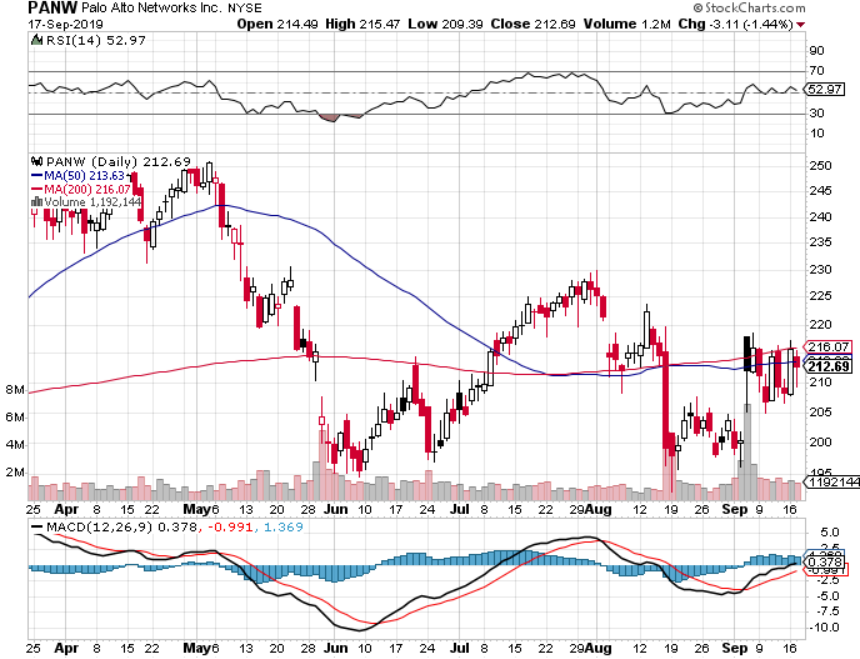 PANW Palo Alto Networks Inc. NYSE © StockCharts.com
17-Sep-2019 Open 214.49 High 215.47 Low 209.39 Close 212.69 Volume 1.2M Chg -3.11 (-1.44%)
RSI(14) 52.97
90
70
52.97
30
10
PANW (Daily) 212.69
MA(50) 213.63
MA(200) 216.07
Volume 1,192,144
250
245
240
235
230
225
220
216.07
212.69
210
205
200
195
8M
6M
4M
2M
1192144
25 Apr 8 15 22 May 6 13 20 28 Jun 10 17 24 Jul 8 15 22 29 Aug 12 19 26 Sep 9 16
MACD(12,26,9) 0.378, -0.991, 1.369
5.0
2.5
0.378
-0.991
-2.5
-5.0
-7.5
-10.0
25 Apr 8 15 22 May 6 13 20 28 Jun 10 17 24 Jul 8 15 22 29 Aug 12 19 26 Sep 9 16